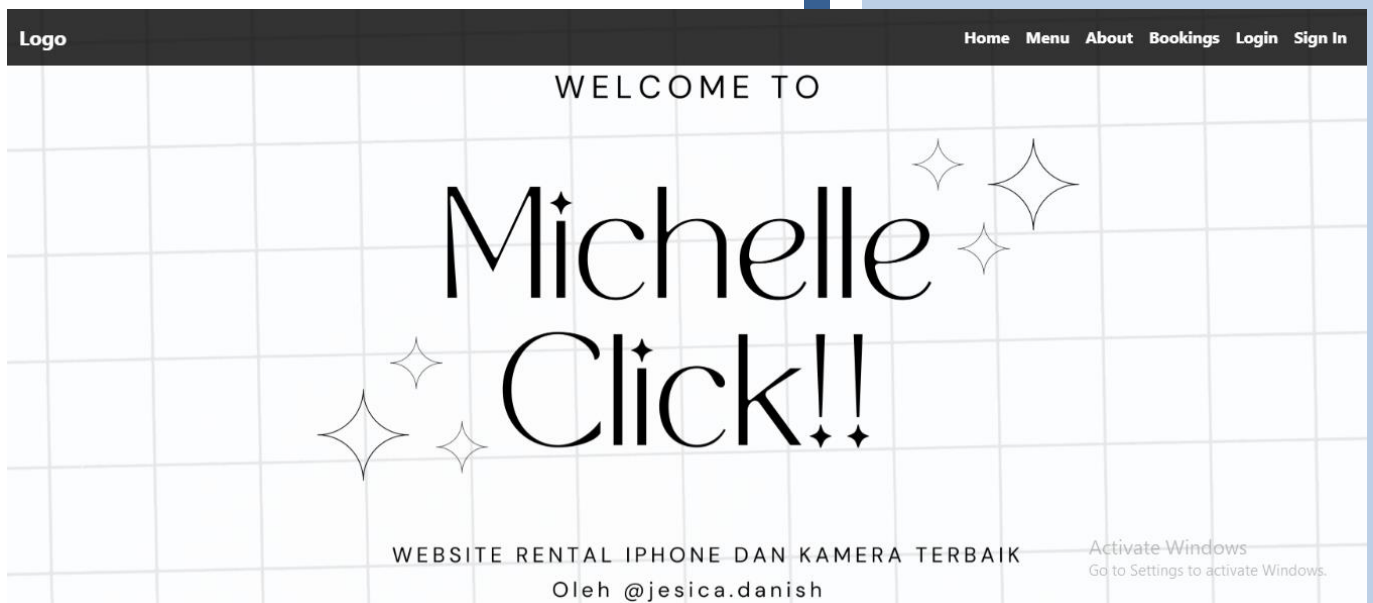 Logo
Home Menu About Bookings Login Sign In
WELCOME TO
Michelle
Click!!
WEBSITE RENTAL IPHONE DAN KAMERA TERBAIK
Oleh @jesica.danish
Activate Windows
Go to Settings to activate Windows.